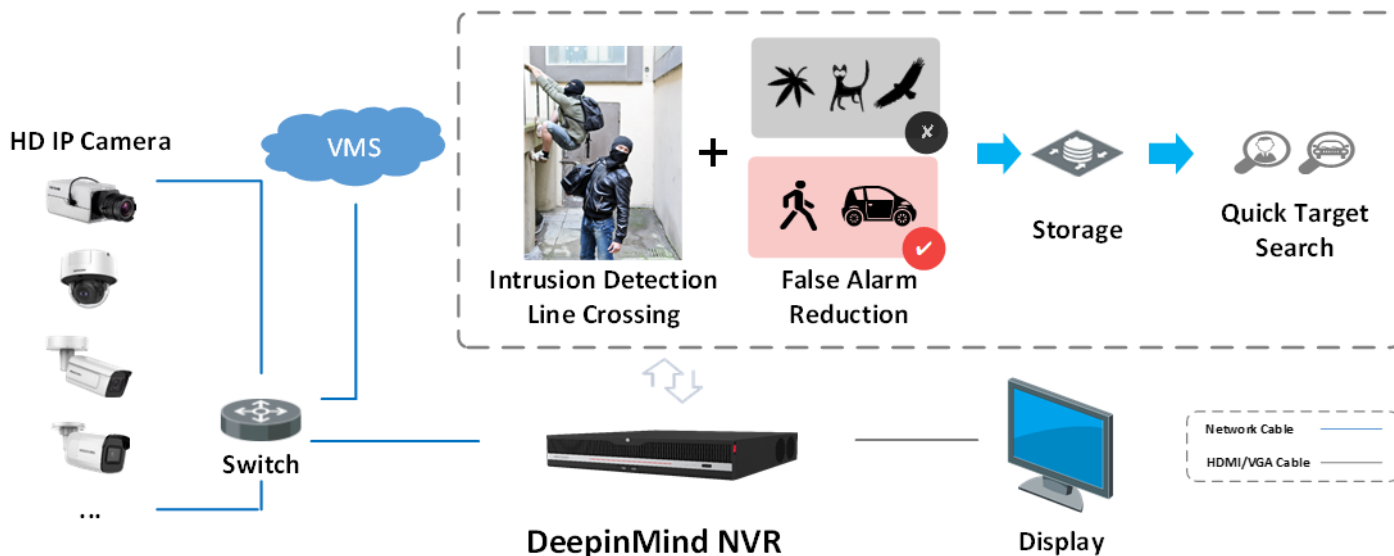 HD IP Camera
VMS
Intrusion Detection
Line Crossing
False Alarm
Reduction
Storage
Quick Target
Search
Switch
...
DeepinMind NVR
Display
Network Cable
HDMI/VGA Cable